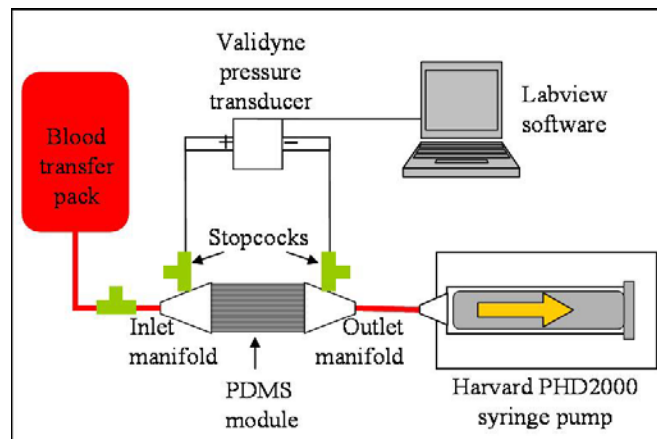 Validyne
pressure
transducer
Labview
software
Blood
transfer
pack
+
−
Stopcocks
Inlet
manifold
Outlet
manifold
PDMS
module
Harvard PHD2000
syringe pump